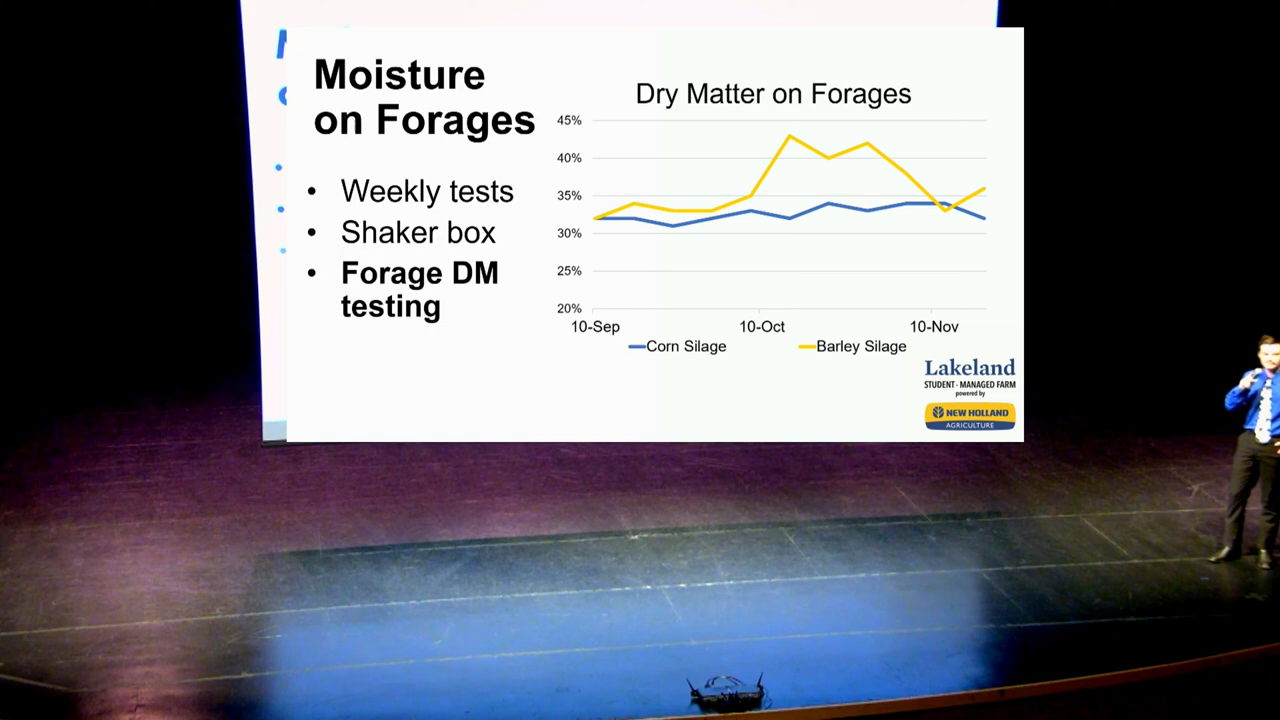 Moisture
on Forages
• Weekly tests
• Shaker box
• Forage DM
testing
Dry Matter on Forages
45%
40%
35%
30%
25%
20%
10-Sep
10-Oct
10-Nov
Corn Silage
Barley Silage
Lakeland
STUDENT - MANAGED FARM
powered by
NEW HOLLAND
AGRICULTURE